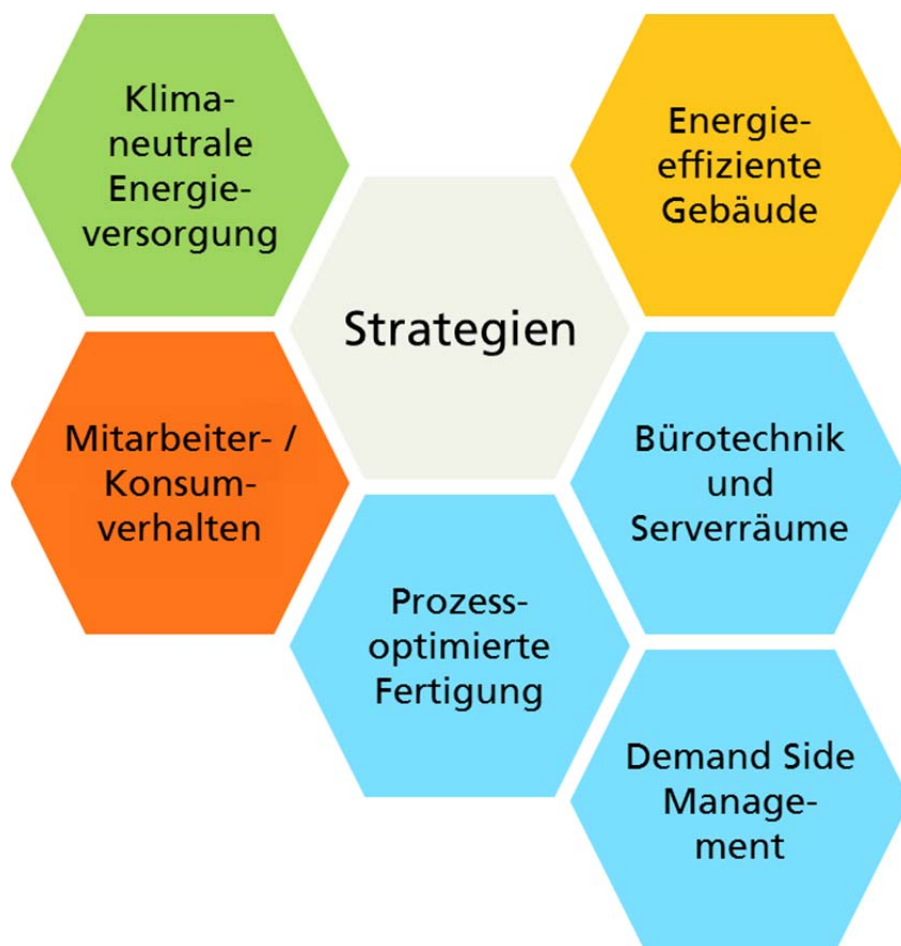 Klima-
neutrale
Energie-
versorgung
Energie-
effiziente
Gebäude
Strategien
Mitarbeiter- /
Konsum-
verhalten
Bürotechnik
und
Serverräume
Prozess-
optimierte
Fertigung
Demand Side
Manage-
ment